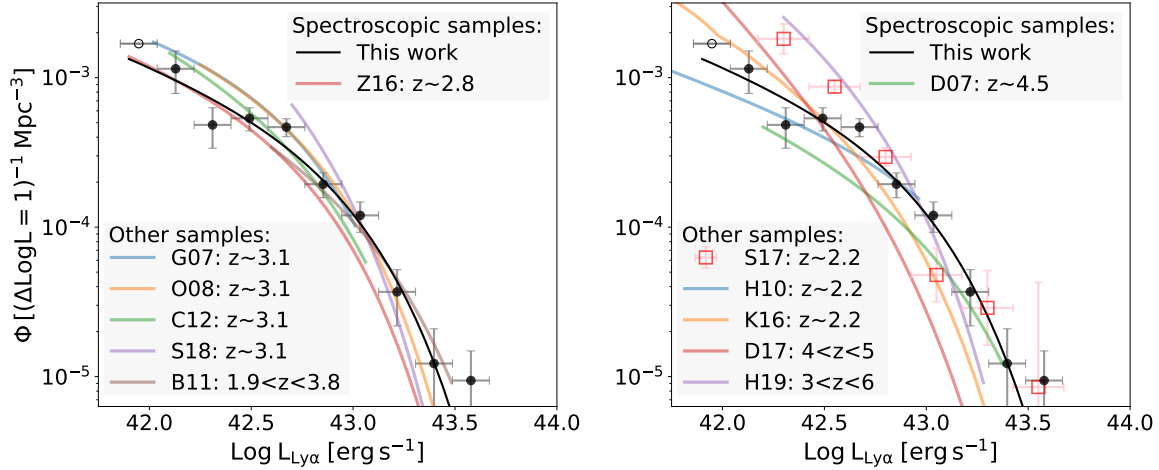 Spectroscopic samples:
This work
Z16: z~2.8
Other samples:
G07: z~3.1
O08: z~3.1
C12: z~3.1
S18: z~3.1
B11: 1.9<z<3.8
Φ [(ΔLogL = 1)⁻¹ Mpc⁻³]
10⁻³
10⁻⁴
10⁻⁵
42.0 42.5 43.0 43.5 44.0
Log L_Lyα [erg s⁻¹]
Spectroscopic samples:
This work
D07: z~4.5
Other samples:
S17: z~2.2
H10: z~2.2
K16: z~2.2
D17: 4<z<5
H19: 3<z<6
10⁻³
10⁻⁴
10⁻⁵
42.0 42.5 43.0 43.5 44.0
Log L_Lyα [erg s⁻¹]